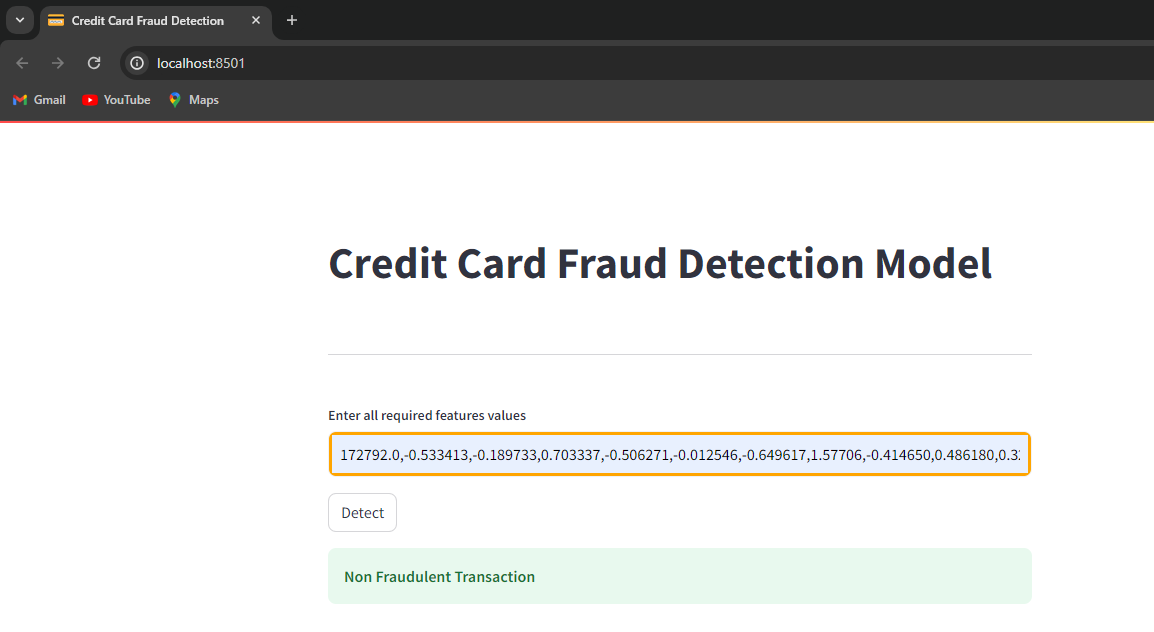 Credit Card Fraud Detection
localhost:8501
Gmail YouTube Maps
Credit Card Fraud Detection Model
Enter all required features values
172792.0,-0.533413,-0.189733,0.703337,-0.506271,-0.012546,-0.649617,1.57706,-0.414650,0.486180,0.3
Detect
Non Fraudulent Transaction